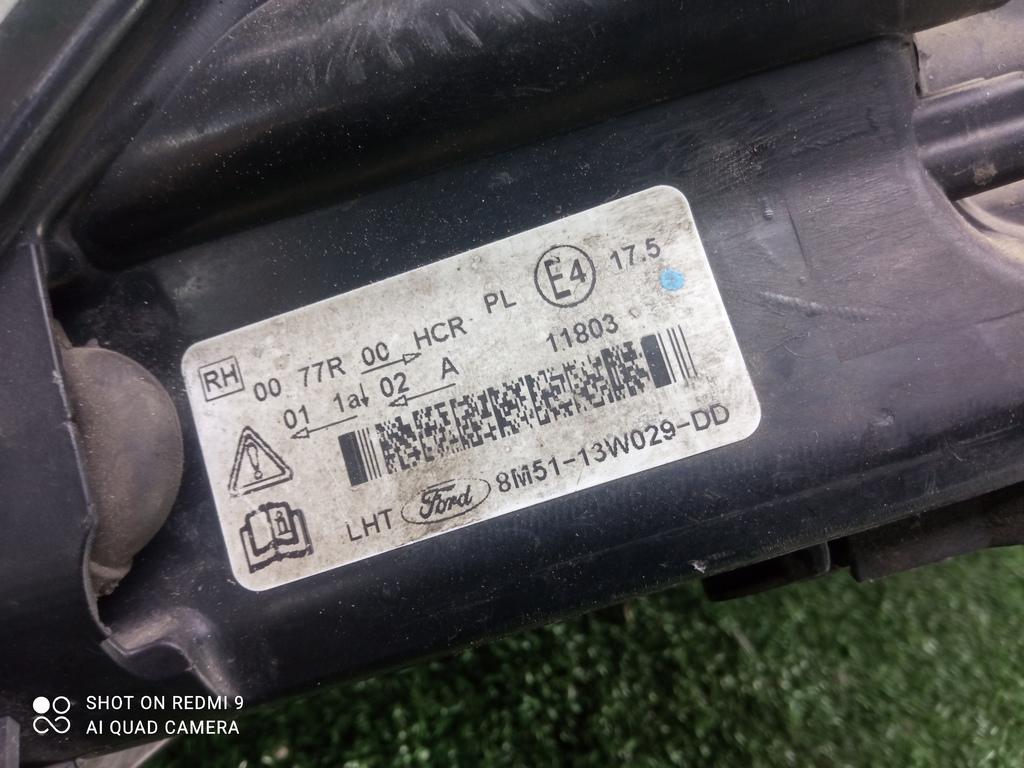 RH 00 77R 00 HCR PL E4 17.5
01 1a 02 A 11803
LHT Ford 8M51-13W029-DD
SHOT ON REDMI 9
AI QUAD CAMERA